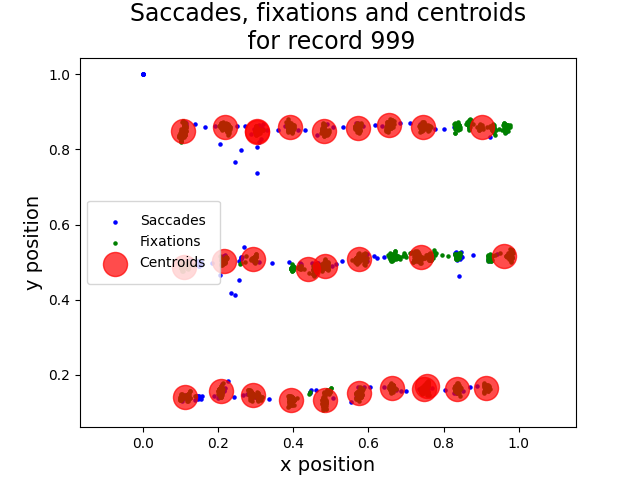 Saccades, fixations and centroids
for record 999
1.0
0.8
0.6
0.4
0.2
y position
Saccades
Fixations
Centroids
0.0
0.2
0.4
0.6
0.8
1.0
x position